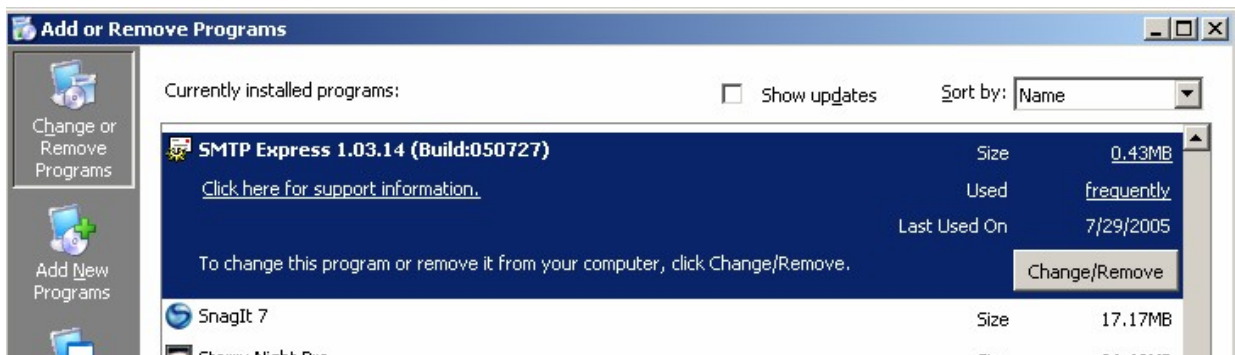 Add or Remove Programs
Change or
Remove
Programs
Add New
Programs
Currently installed programs:
Show updates
Sort by: Name
SMTP Express 1.03.14 (Build:050727)
Size 0.43MB
Click here for support information.
Used frequently
Last Used On 7/29/2005
To change this program or remove it from your computer, click Change/Remove.
Change/Remove
SnagIt 7
Size 17.17MB